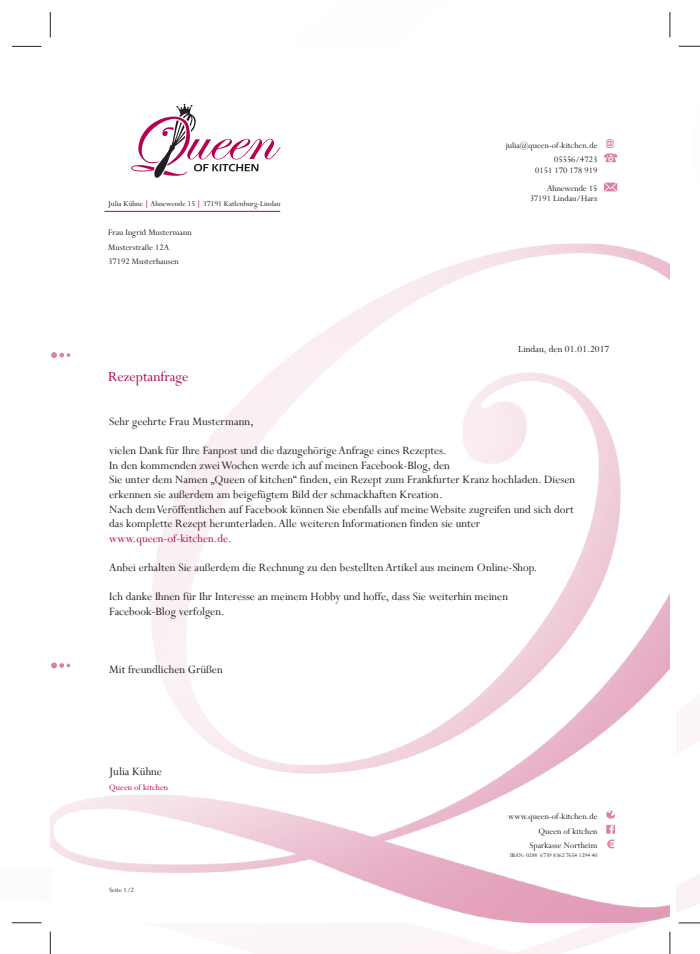 Queen
OF KITCHEN
julia@queen-of-kitchen.de
05556/4723
0151 170 178 919
Ahnewende 15
37191 Lindau/Harz
Julia Kühne | Ahnewende 15 | 37191 Katlenburg-Lindau
Frau Ingrid Mustermann
Musterstraße 12A
37192 Musterhausen
Lindau, den 01.01.2017
Rezeptanfrage
Sehr geehrte Frau Mustermann,
vielen Dank für Ihre Fanpost und die dazugehörige Anfrage eines Rezeptes.
In den kommenden zwei Wochen werde ich auf meinen Facebook-Blog, den
Sie unter dem Namen „Queen of kitchen“ finden, ein Rezept zum Frankfurter Kranz hochladen. Diesen
erkennen sie außerdem am beigefügtem Bild der schmackhaften Kreation.
Nach dem Veröffentlichen auf Facebook können Sie ebenfalls auf meine Website zugreifen und sich dort
das komplette Rezept herunterladen. Alle weiteren Informationen finden sie unter
www.queen-of-kitchen.de.
Anbei erhalten Sie außerdem die Rechnung zu den bestellten Artikel aus meinem Online-Shop.
Ich danke Ihnen für Ihr Interesse an meinem Hobby und hoffe, dass Sie weiterhin meinen
Facebook-Blog verfolgen.
Mit freundlichen Grüßen
Julia Kühne
Queen of kitchen
www.queen-of-kitchen.de
Queen of kitchen
Sparkasse Northeim
IBAN: 0288 6739 8162 7654 1294 40
Seite 1/2